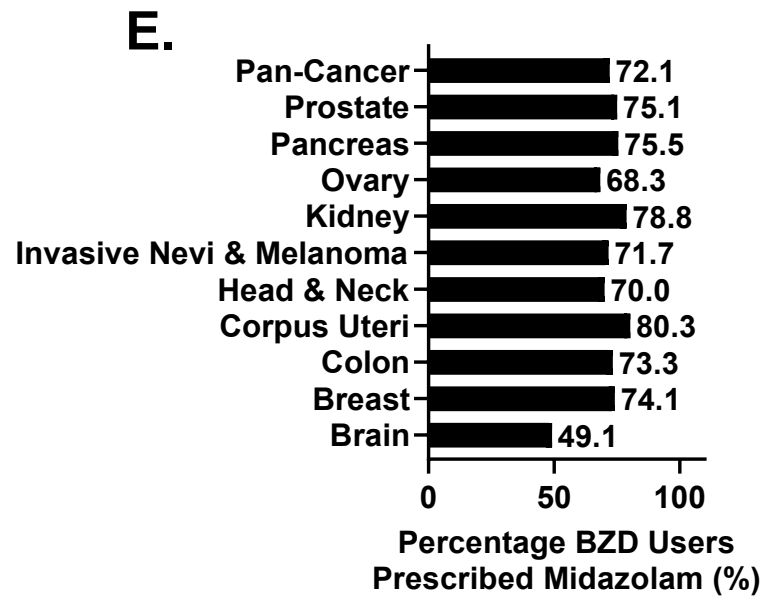 E.
Pan-Cancer 72.1
Prostate 75.1
Pancreas 75.5
Ovary 68.3
Kidney 78.8
Invasive Nevi & Melanoma 71.7
Head & Neck 70.0
Corpus Uteri 80.3
Colon 73.3
Breast 74.1
Brain 49.1
0 50 100
Percentage BZD Users
Prescribed Midazolam (%)